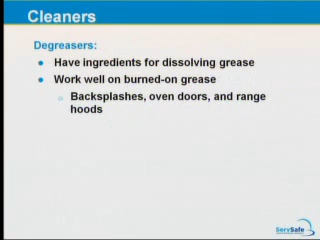 Cleaners
Degreasers:
Have ingredients for dissolving grease
Work well on burned-on grease
Backsplashes, oven doors, and range
hoods
ServSafe